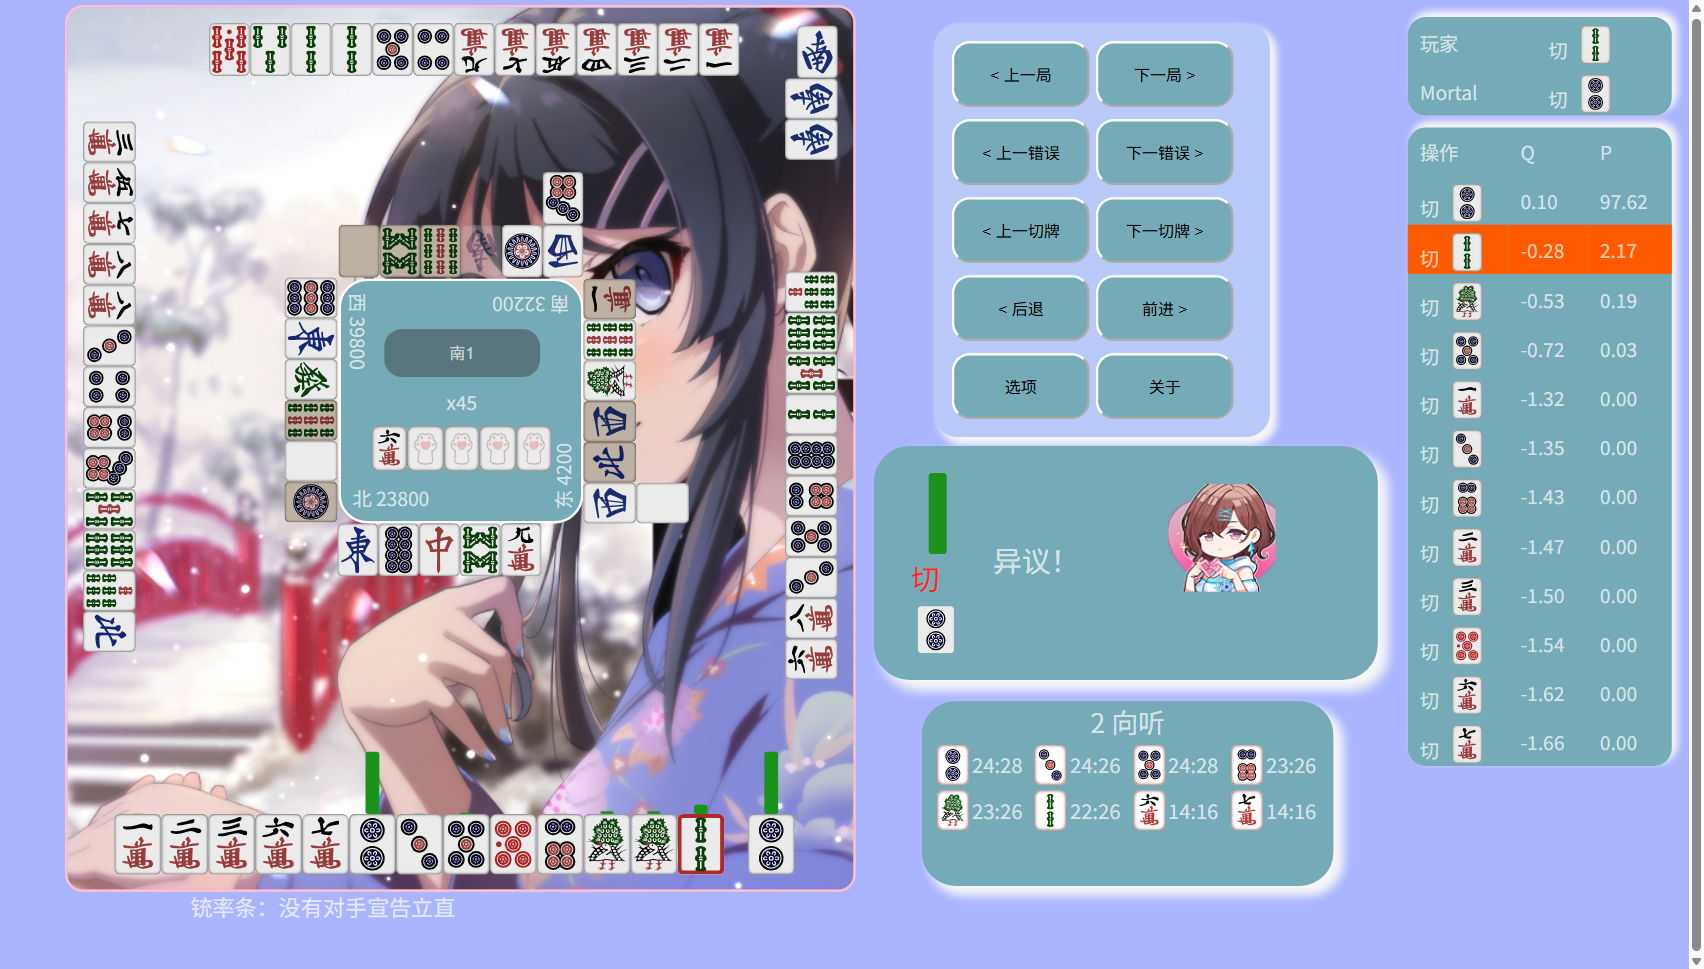 < 上一局
下一局 >
< 上一错误
下一错误 >
< 上一切牌
下一切牌 >
< 后退
前进 >
选项
关于
西 39800
南 32200
南1
x45
北 23800
东 4200
铳率条：没有对手宣告立直
切
异议！
2 向听
24:28
24:26
24:28
23:26
23:26
22:26
14:16
14:16
玩家 切
Mortal 切
操作 Q P
切 0.10 97.62
切 -0.28 2.17
切 -0.53 0.19
切 -0.72 0.03
切 -1.32 0.00
切 -1.35 0.00
切 -1.43 0.00
切 -1.47 0.00
切 -1.50 0.00
切 -1.54 0.00
切 -1.62 0.00
切 -1.66 0.00